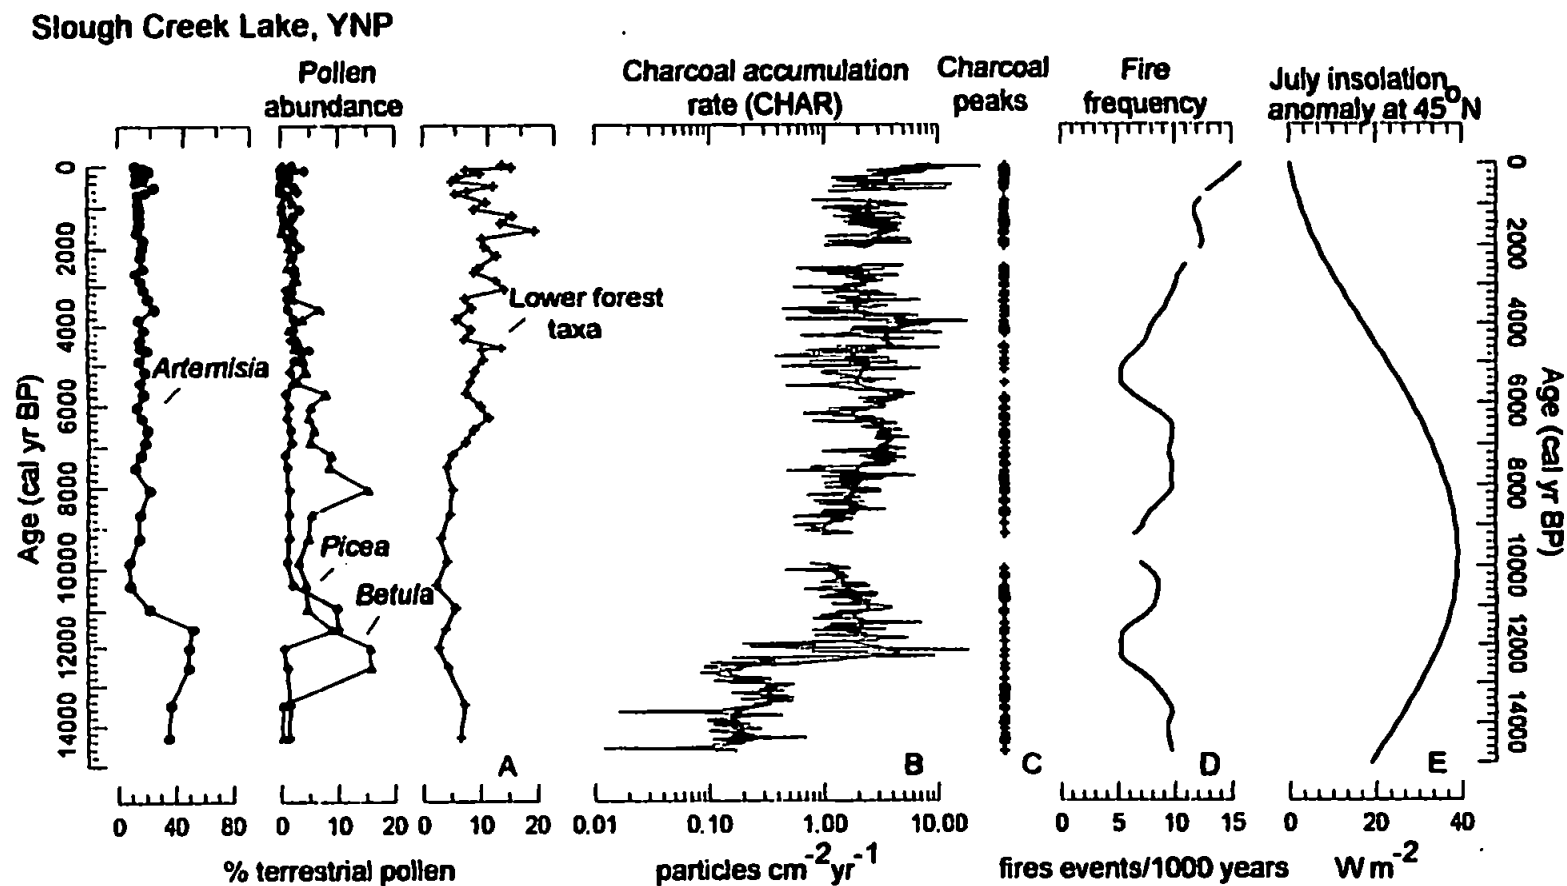 Slough Creek Lake, YNP
Pollen
abundance
Charcoal accumulation
rate (CHAR)
Charcoal
peaks
Fire
frequency
July insolation
anomaly at 45°N
Age (cal yr BP)
0
2000
4000
6000
8000
10000
12000
14000
Artemisia
Picea
Betula
Lower forest
taxa
A
B
C
D
E
0
2000
4000
6000
8000
10000
12000
14000
Age (cal yr BP)
0 40 80
0 10 20
0 10 20
0.01 0.10 1.00 10.00
0 5 10 15
0 20 40
% terrestrial pollen
particles cm⁻²yr⁻¹
fires events/1000 years
W m⁻²